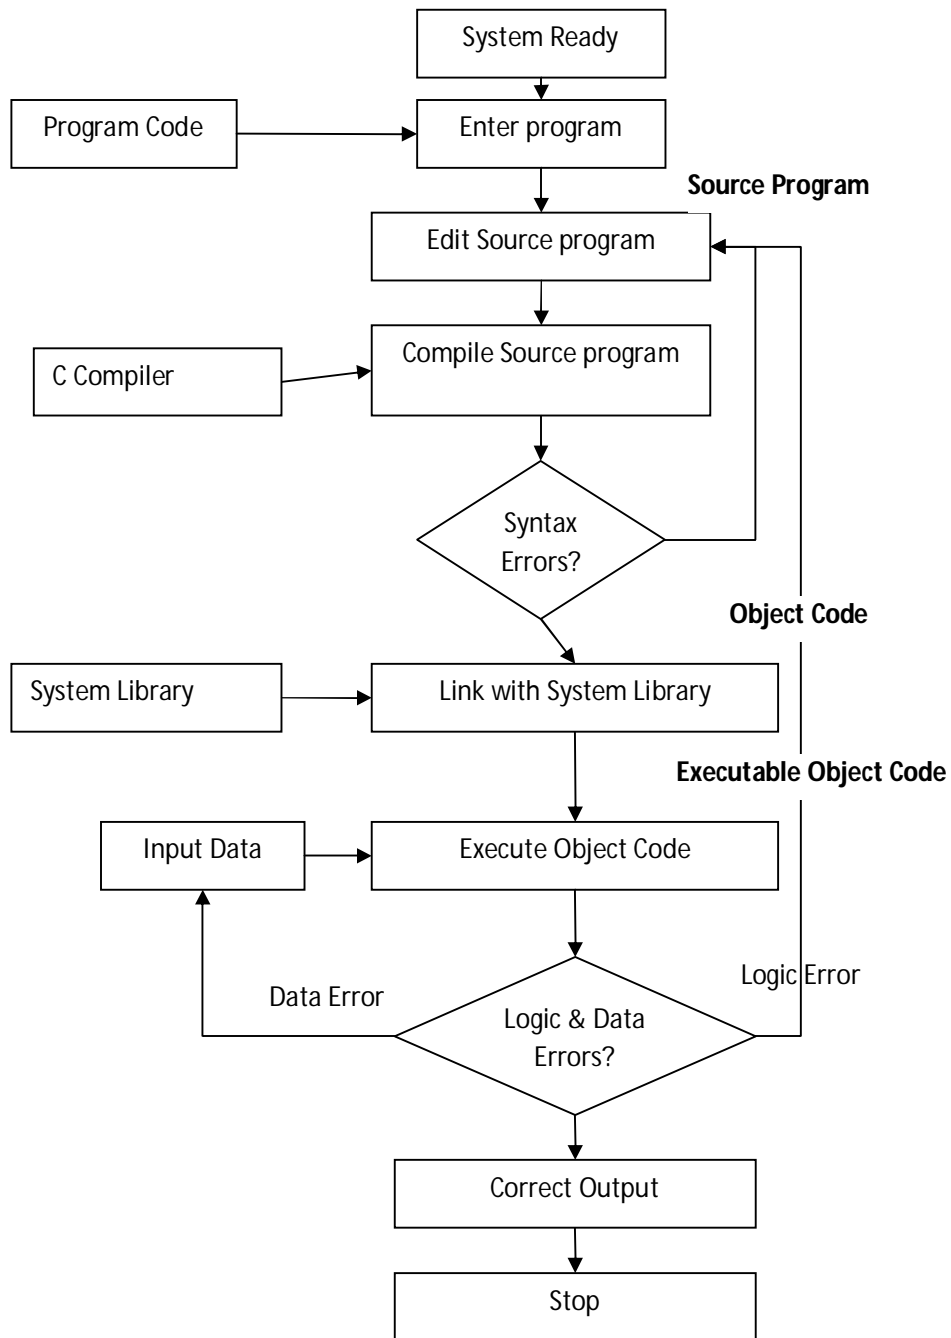 System Ready
Program Code
Enter program
Source Program
Edit Source program
Compile Source program
C Compiler
Syntax
Errors?
Object Code
System Library
Link with System Library
Executable Object Code
Input Data
Execute Object Code
Data Error
Logic Error
Logic & Data
Errors?
Correct Output
Stop